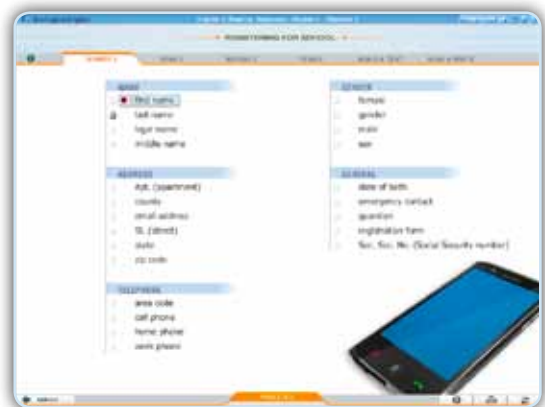 REGISTERING FOR SCHOOL
NAME
first name
last name
legal name
middle name
ADDRESS
Apt. (apartment)
county
email address
St. (street)
state
zip code
TELEPHONE
area code
cell phone
home phone
work phone
GENDER
female
gender
male
sex
GENERAL
date of birth
emergency contact
question
registration form
Soc. Sec. No. (Social Security number)